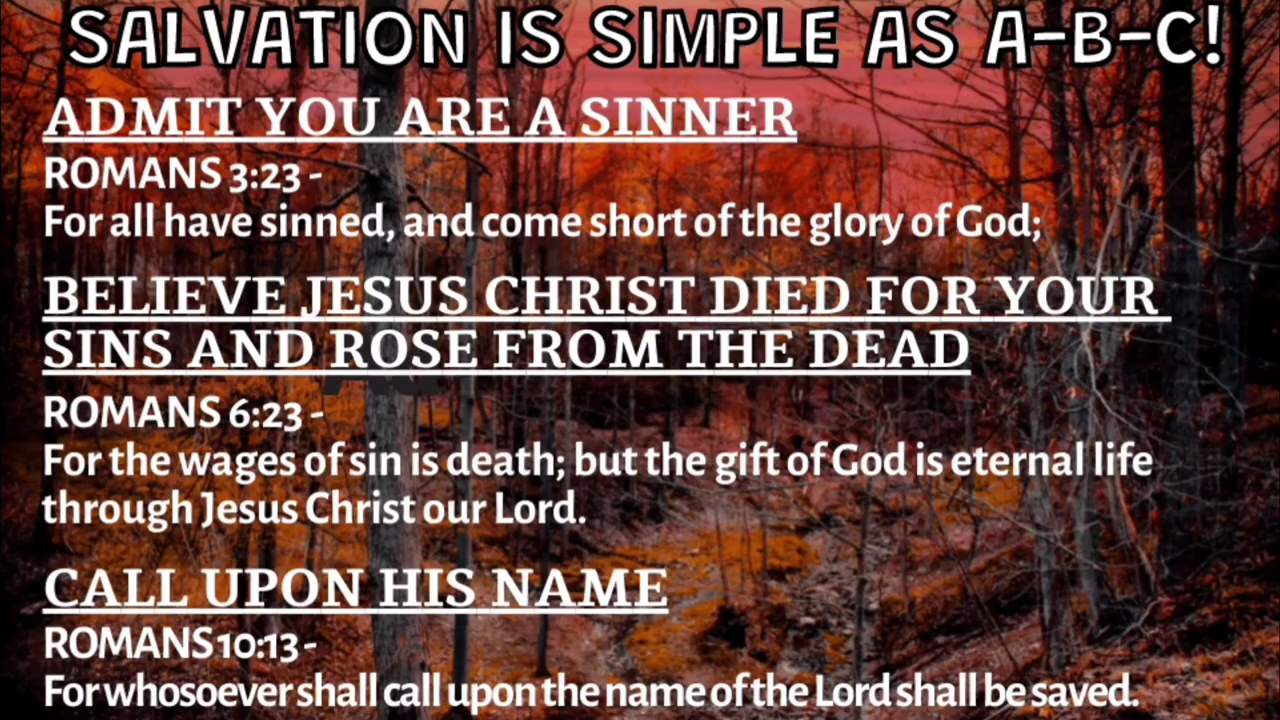 SALVATION IS SIMPLE AS A-B-C!
ADMIT YOU ARE A SINNER
ROMANS 3:23 -
For all have sinned, and come short of the glory of God;
BELIEVE JESUS CHRIST DIED FOR YOUR
SINS AND ROSE FROM THE DEAD
ROMANS 6:23 -
For the wages of sin is death; but the gift of God is eternal life
through Jesus Christ our Lord.
CALL UPON HIS NAME
ROMANS 10:13 -
For whosoever shall call upon the name of the Lord shall be saved.